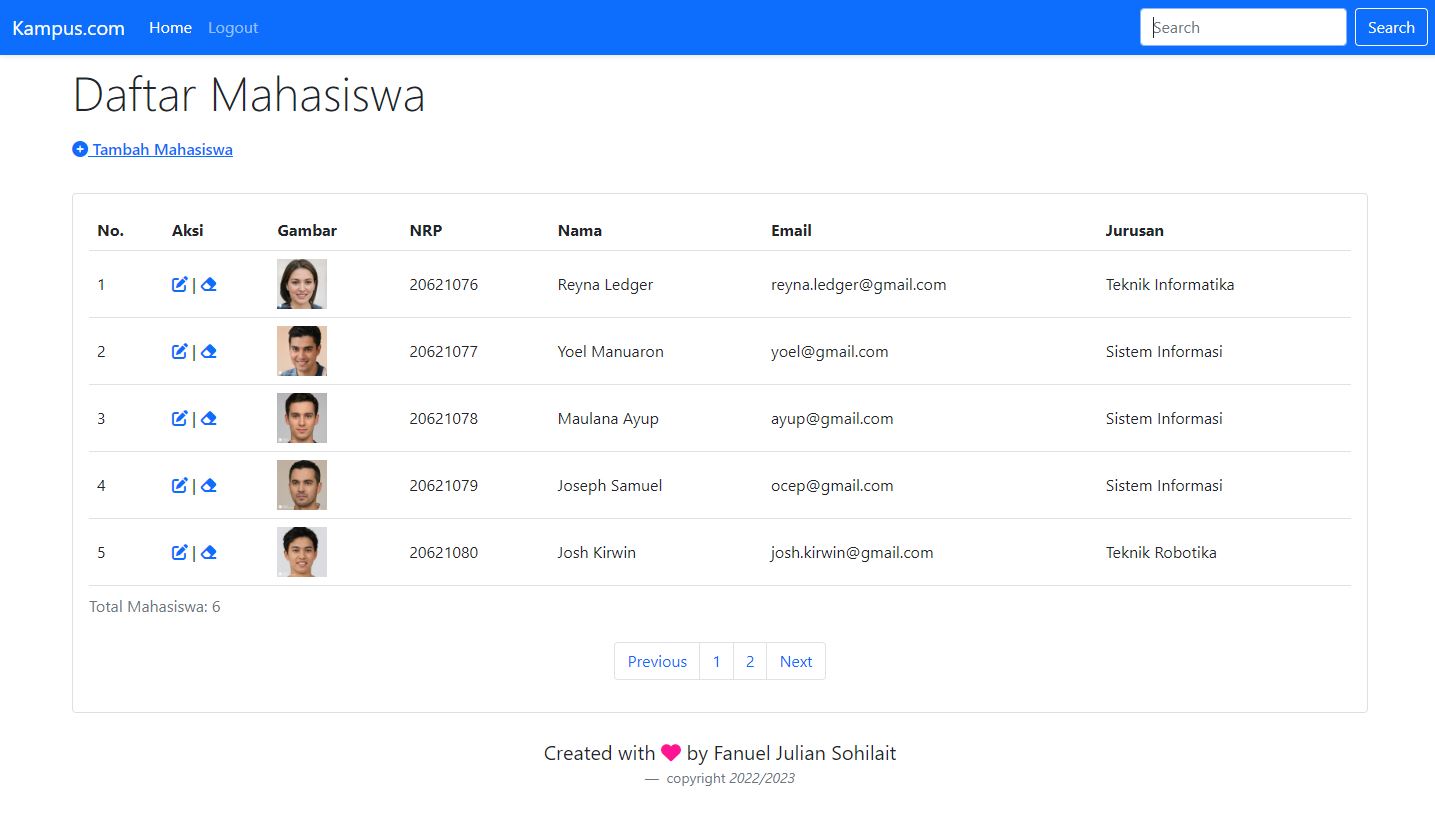 Kampus.com Home Logout Search Search
Daftar Mahasiswa
Tambah Mahasiswa
No. Aksi Gambar NRP Nama Email Jurusan
1 | 20621076 Reyna Ledger reyna.ledger@gmail.com Teknik Informatika
2 | 20621077 Yoel Manuaron yoel@gmail.com Sistem Informasi
3 | 20621078 Maulana Ayup ayup@gmail.com Sistem Informasi
4 | 20621079 Joseph Samuel ocep@gmail.com Sistem Informasi
5 | 20621080 Josh Kirwin josh.kirwin@gmail.com Teknik Robotika
Total Mahasiswa: 6
Previous 1 2 Next
Created with by Fanuel Julian Sohilait
— copyright 2022/2023